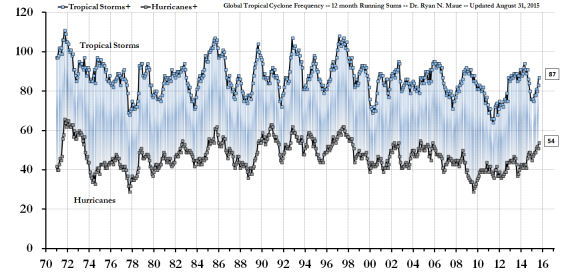 Tropical Storms+ Hurricanes+ Global Tropical Cyclone Frequency -- 12 month Running Sums -- Dr. Ryan N. Maue -- Updated August 31, 2015
120
Tropical Storms
100
87
80
60
54
40
Hurricanes
20
0
70 72 74 76 78 80 82 84 86 88 90 92 94 96 98 00 02 04 06 08 10 12 14 16